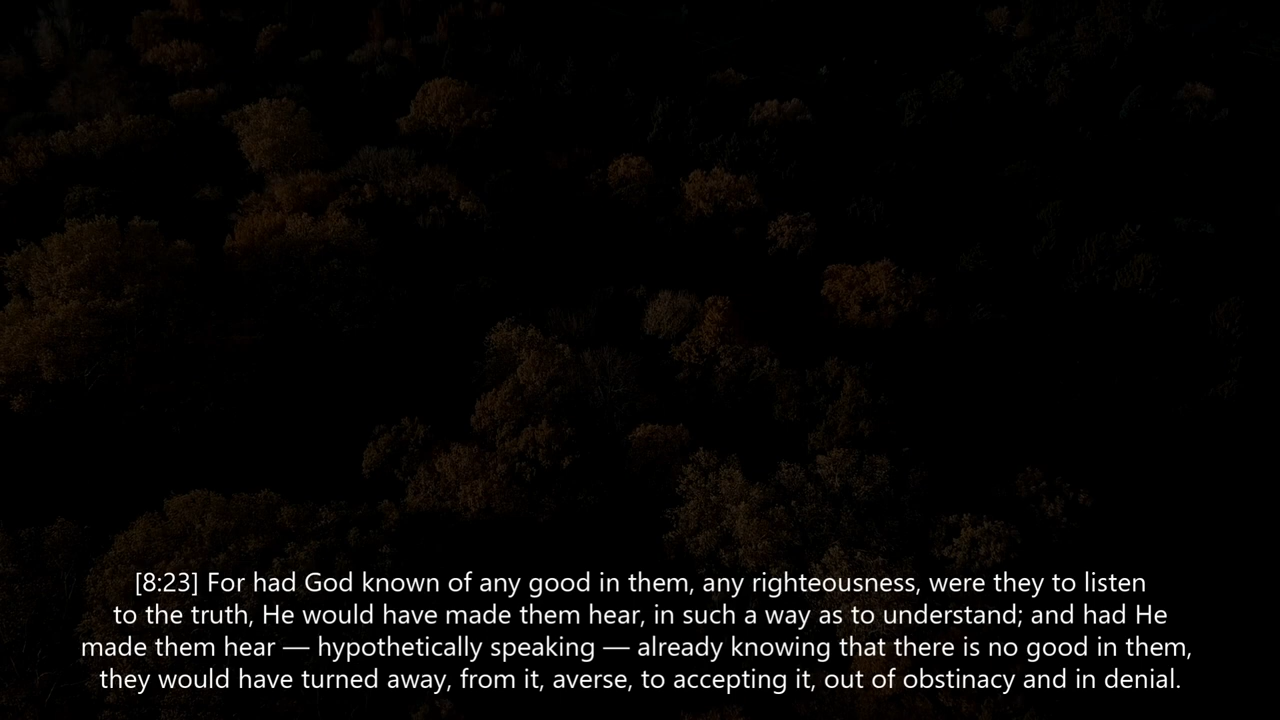 [8:23] For had God known of any good in them, any righteousness, were they to listen
to the truth, He would have made them hear, in such a way as to understand; and had He
made them hear — hypothetically speaking — already knowing that there is no good in them,
they would have turned away, from it, averse, to accepting it, out of obstinacy and in denial.